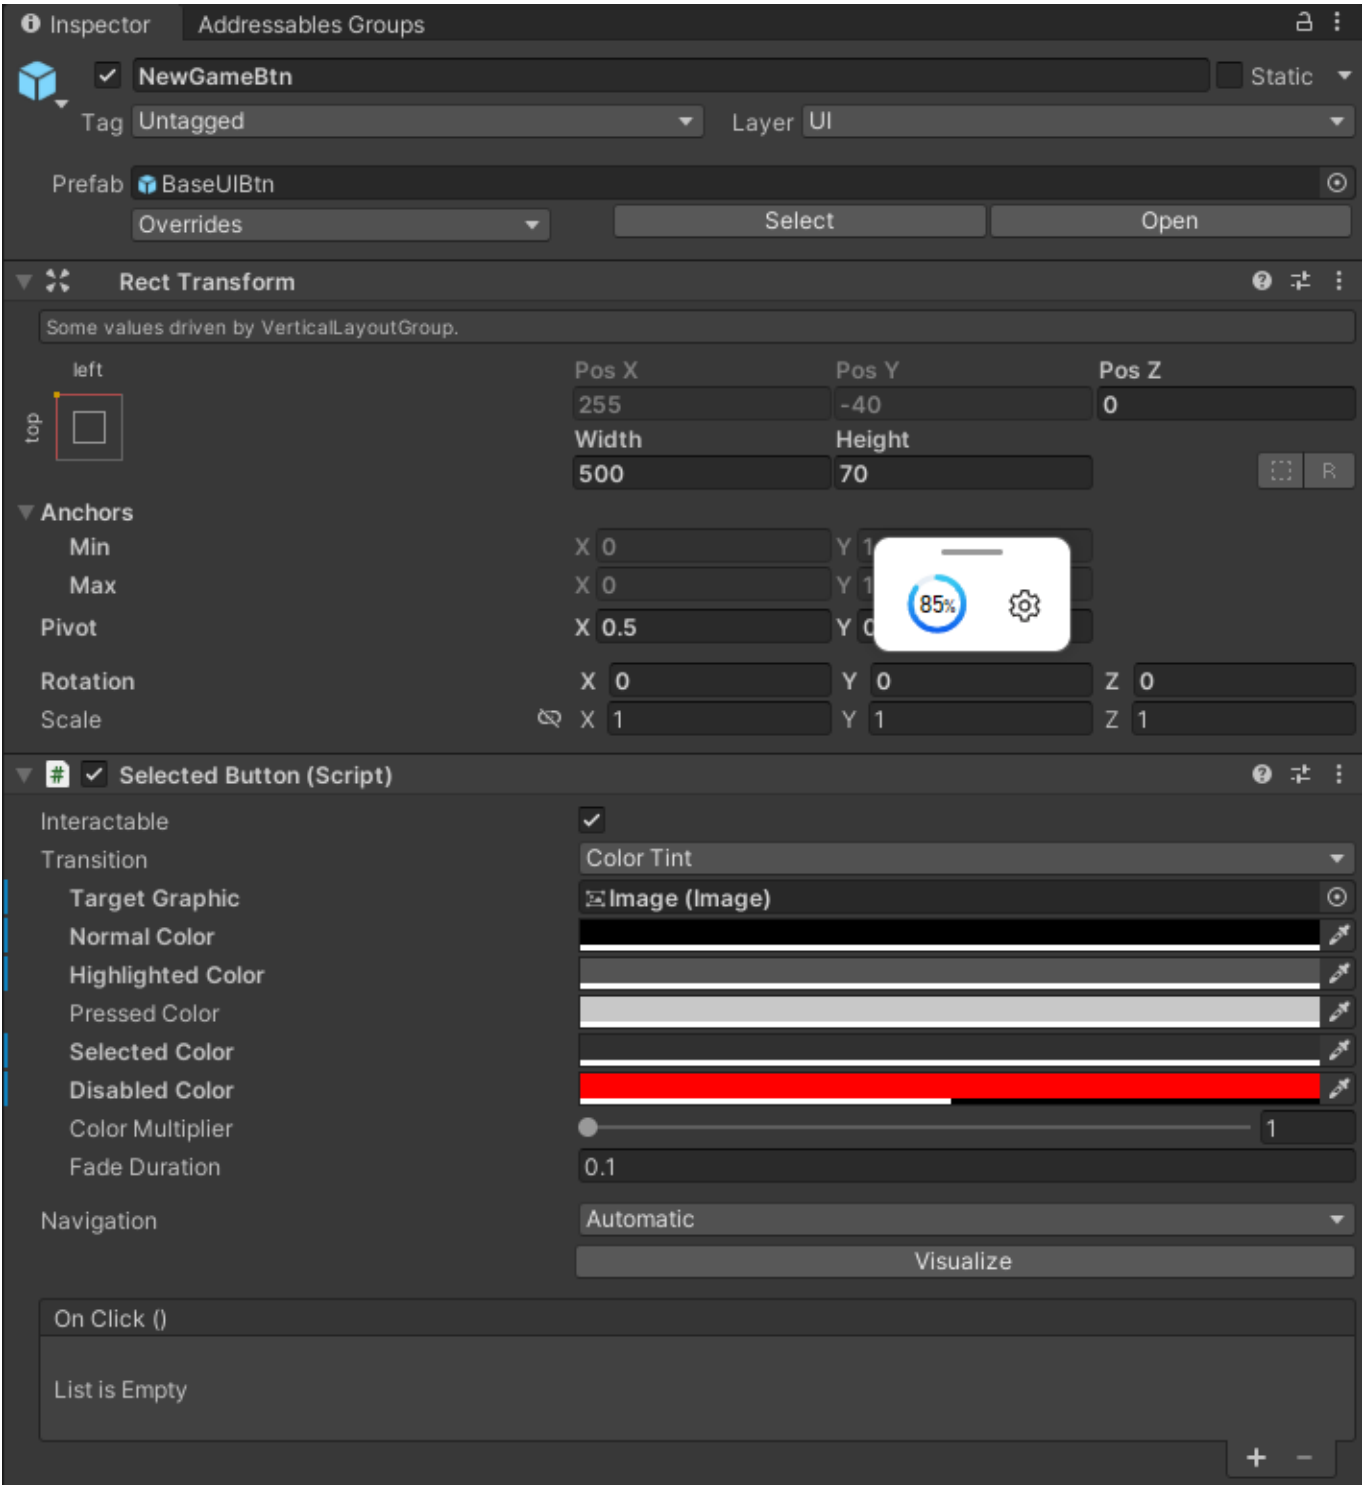 Inspector Addressables Groups
NewGameBtn Static
Tag Untagged Layer UI
Prefab BaseUIBtn
Overrides Select Open
Rect Transform
Some values driven by VerticalLayoutGroup.
left Pos X Pos Y Pos Z
top 255 -40 0
Width Height
500 70 R
Anchors
Min X 0 Y 1
Max X 0 Y 1
85%
Pivot X 0.5 Y
Rotation X 0 Y 0 Z 0
Scale X 1 Y 1 Z 1
# Selected Button (Script)
Interactable
Transition Color Tint
Target Graphic Image (Image)
Normal Color
Highlighted Color
Pressed Color
Selected Color
Disabled Color
Color Multiplier 1
Fade Duration 0.1
Navigation Automatic
Visualize
On Click ()
List is Empty